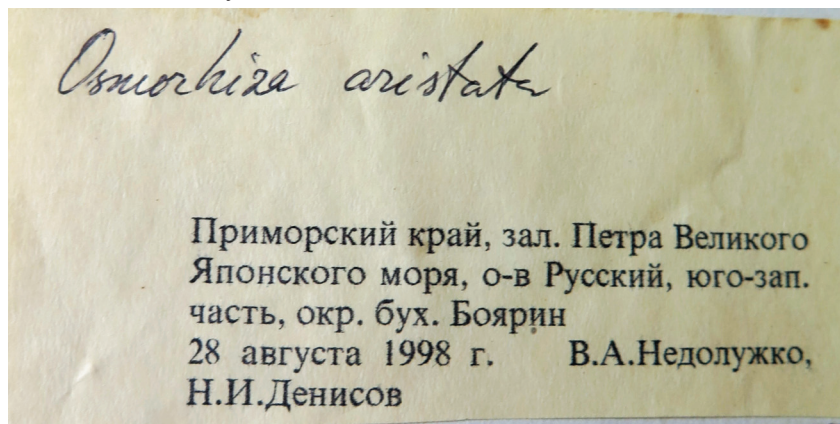 Osmorhiza aristata
Приморский край, зал. Петра Великого
Японского моря, о-в Русский, юго-зап.
часть, окр. бух. Боярин
28 августа 1998 г. В.А.Недолужко,
Н.И.Денисов